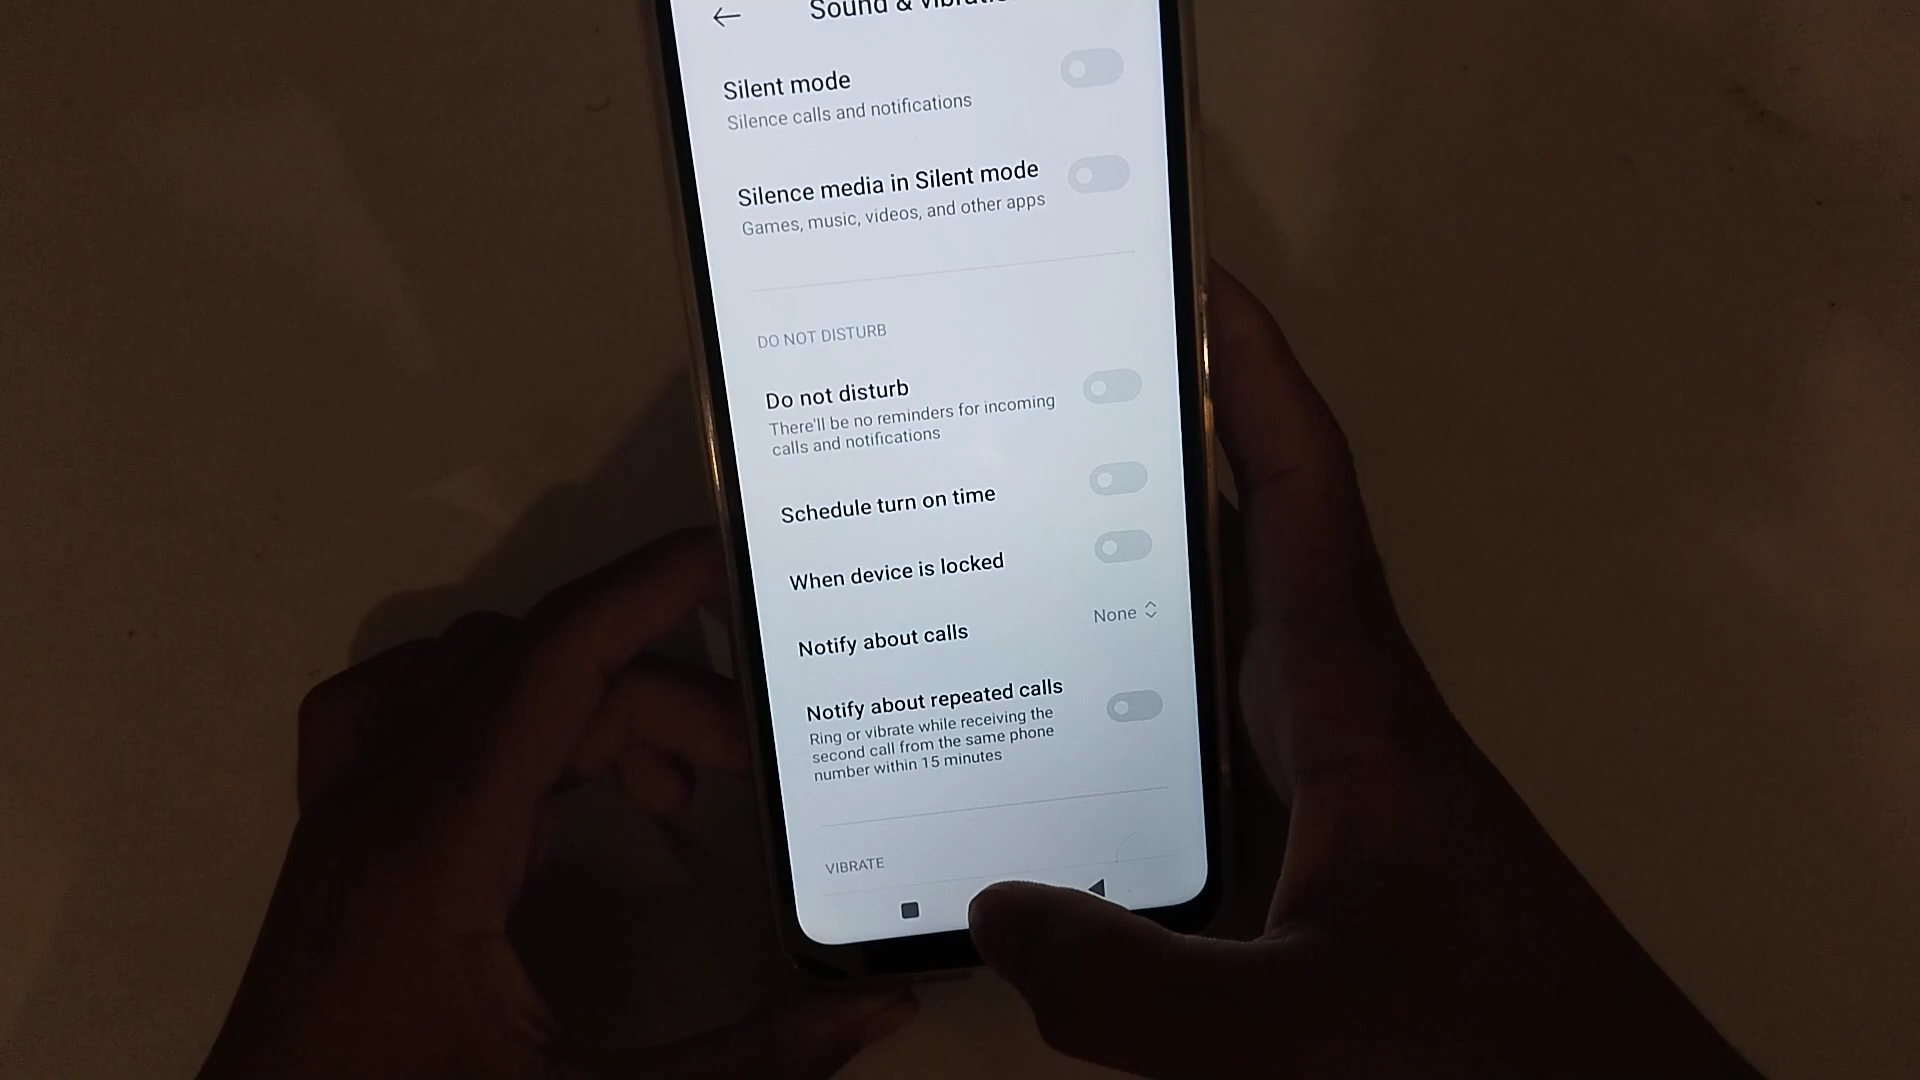 Sound & vibration
Silent mode
Silence calls and notifications
Silence media in Silent mode
Games, music, videos, and other apps
DO NOT DISTURB
Do not disturb
There'll be no reminders for incoming
calls and notifications
Schedule turn on time
When device is locked
Notify about calls
None
Notify about repeated calls
Ring or vibrate while receiving the
second call from the same phone
number within 15 minutes
VIBRATE